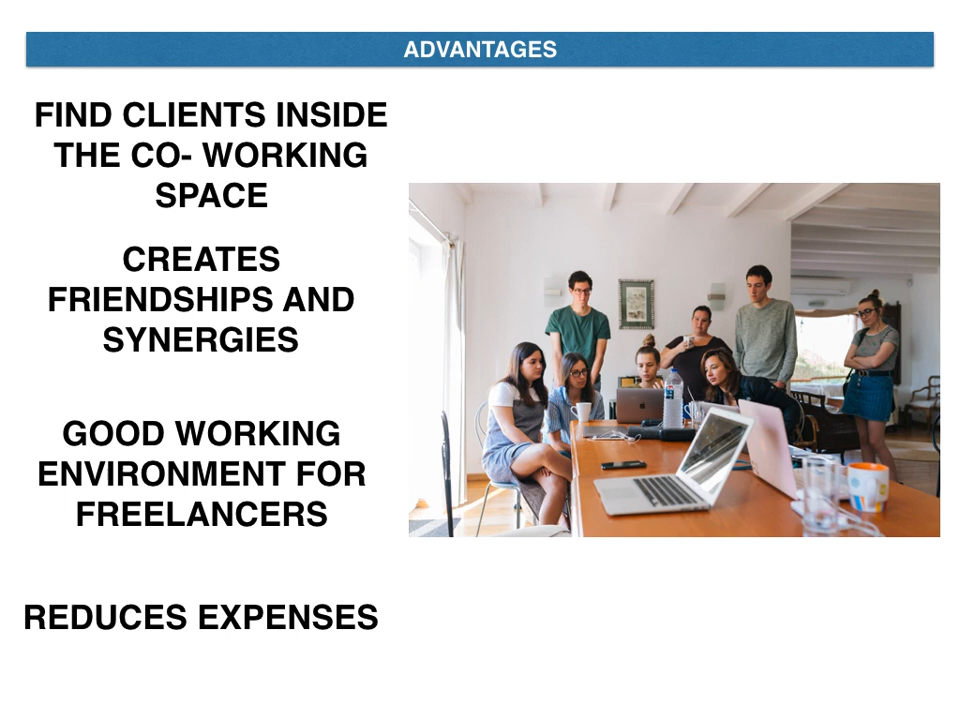 ADVANTAGES
FIND CLIENTS INSIDE
THE CO- WORKING
SPACE
CREATES
FRIENDSHIPS AND
SYNERGIES
GOOD WORKING
ENVIRONMENT FOR
FREELANCERS
REDUCES EXPENSES